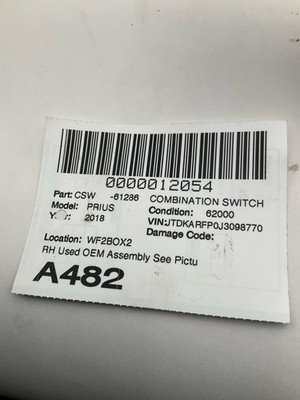 0000012054
Part: CSW -61286 COMBINATION SWITCH
Model: PRIUS Condition: 62000
Year: 2018 VIN:JTDKARFP0J3098770
Damage Code:
Location: WF2BOX2
RH Used OEM Assembly See Pictu
A482